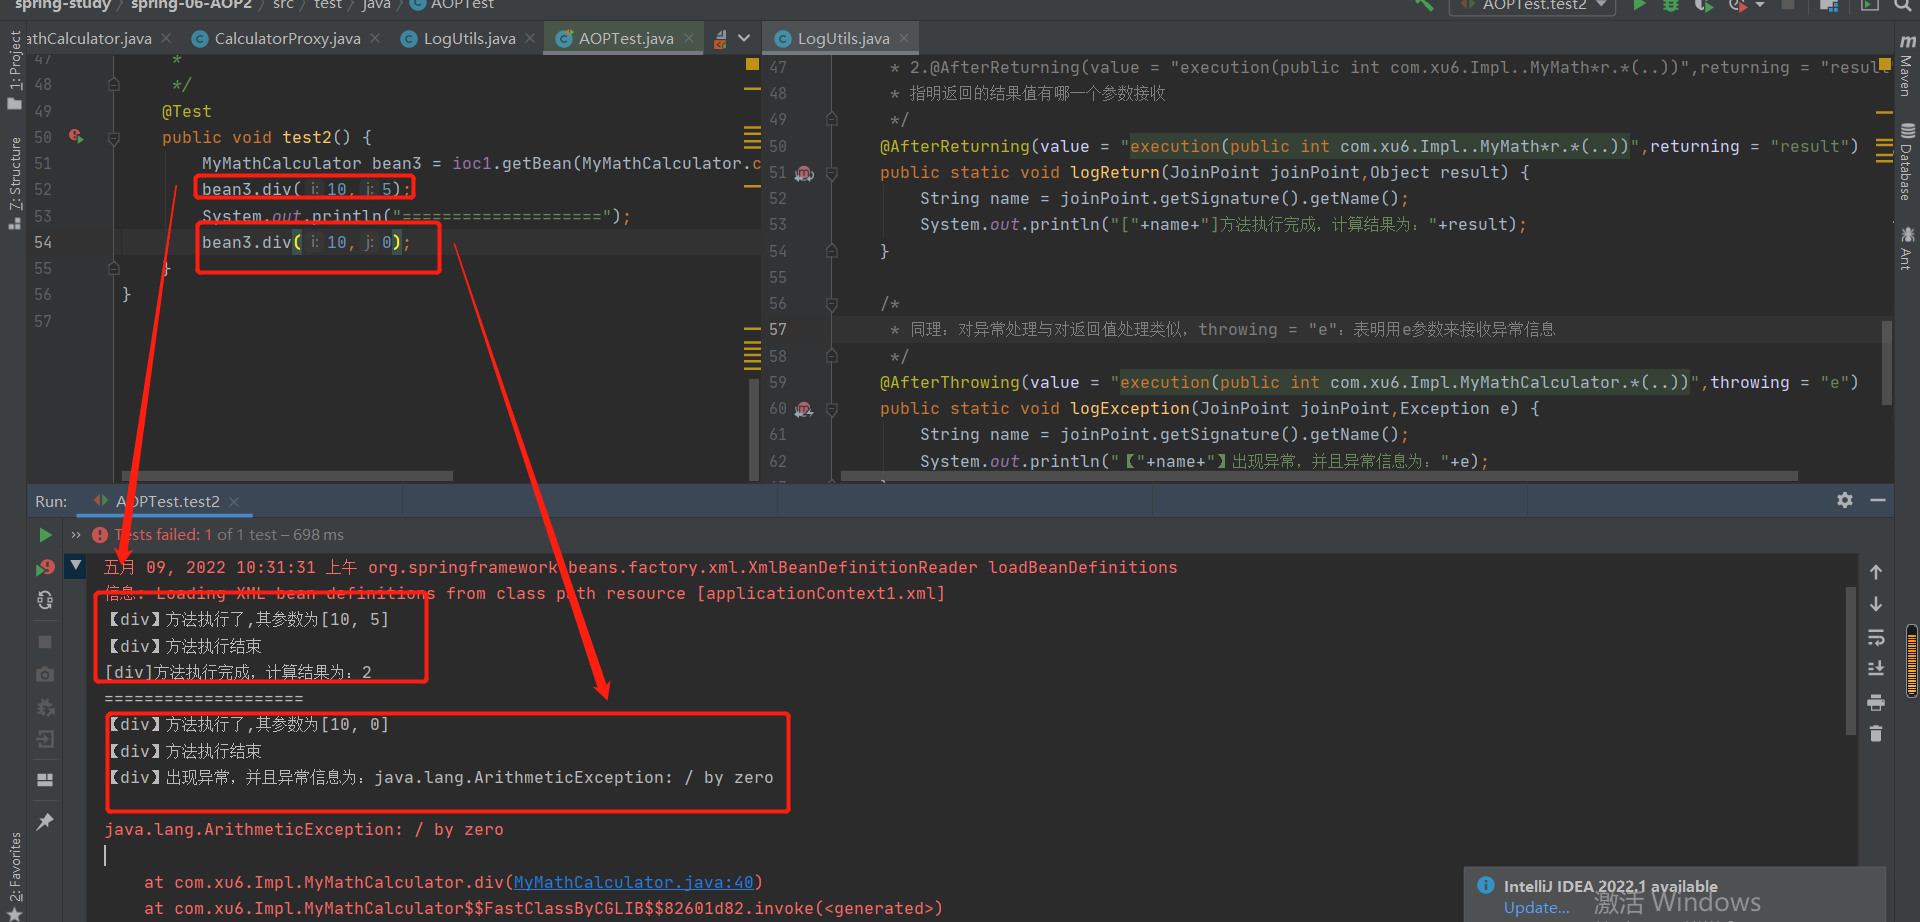 spring-study / spring-06-AOP2 / src / test / java / AOPTest
AOPTest.test2
athCalculator.java
CalculatorProxy.java
LogUtils.java
AOPTest.java
LogUtils.java
1: Project
7: Structure
2: Favorites
Maven
Database
Ant
47 *
48 */
49 @Test
50 public void test2() {
51 MyMathCalculator bean3 = ioc1.getBean(MyMathCalculator.c
52 bean3.div( i: 10, j: 5);
53 System.out.println("====================");
54 bean3.div( i: 10, j: 0);
55 }
56 }
57
47 * 2.@AfterReturning(value = "execution(public int com.xu6.Impl..MyMath*r.*(..))",returning = "result
48 * 指明返回的结果值有哪一个参数接收
49 */
50 @AfterReturning(value = "execution(public int com.xu6.Impl..MyMath*r.*(..))",returning = "result")
51 public static void logReturn(JoinPoint joinPoint,Object result) {
52 String name = joinPoint.getSignature().getName();
53 System.out.println("["+name+"]方法执行完成，计算结果为："+result);
54 }
55
56 /*
57 * 同理：对异常处理与对返回值处理类似，throwing = "e"：表明用e参数来接收异常信息
58 */
59 @AfterThrowing(value = "execution(public int com.xu6.Impl.MyMathCalculator.*(..))",throwing = "e")
60 public static void logException(JoinPoint joinPoint,Exception e) {
61 String name = joinPoint.getSignature().getName();
62 System.out.println("【"+name+"】出现异常，并且异常信息为："+e);
Run: AOPTest.test2
Tests failed: 1 of 1 test – 698 ms
五月 09, 2022 10:31:31 上午 org.springframework.beans.factory.xml.XmlBeanDefinitionReader loadBeanDefinitions
信息: Loading XML bean definitions from class path resource [applicationContext1.xml]
【div】方法执行了,其参数为[10, 5]
【div】方法执行结束
[div]方法执行完成，计算结果为：2
====================
【div】方法执行了,其参数为[10, 0]
【div】方法执行结束
【div】出现异常，并且异常信息为：java.lang.ArithmeticException: / by zero
java.lang.ArithmeticException: / by zero
at com.xu6.Impl.MyMathCalculator.div(MyMathCalculator.java:40)
at com.xu6.Impl.MyMathCalculator$$FastClassByCGLIB$$82601d82.invoke(<generated>)
IntelliJ IDEA 2022.1 available
Update...
激活 Windows